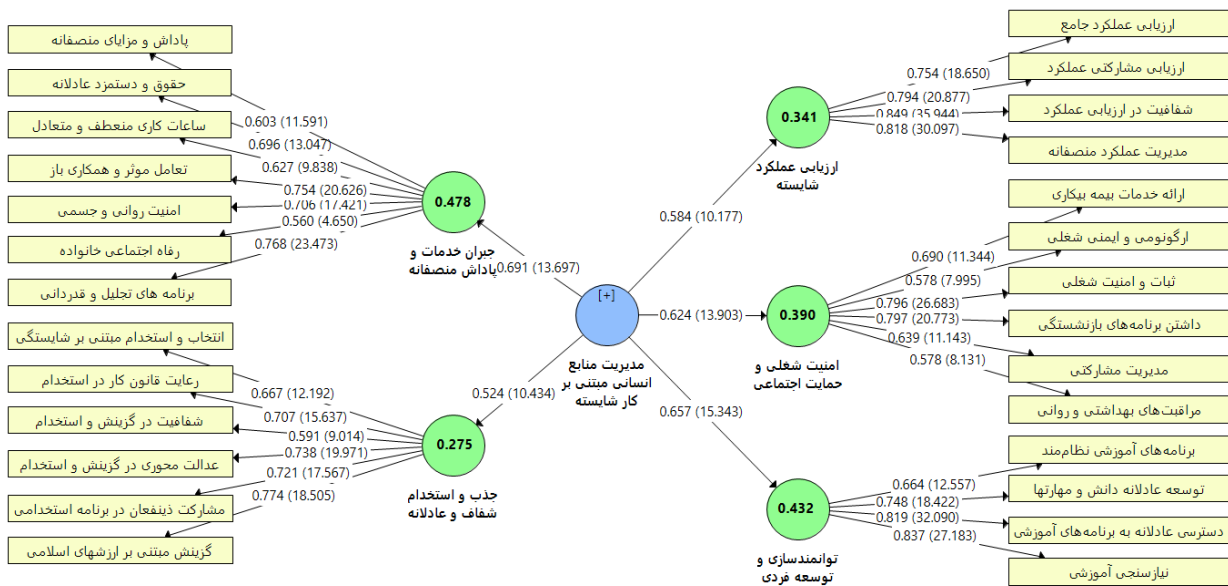 پاداش و مزایای منصفانه
حقوق و دستمزد عادلانه
ساعات کاری منعطف و متعادل
تعامل موثر و همکاری باز
امنیت روانی و جسمی
رفاه اجتماعی خانواده
برنامه های تجلیل و قدردانی
0.603 (11.591)
0.696 (13.047)
0.627 (9.838)
0.754 (20.626)
0.706 (17.421)
0.560 (4.650)
0.768 (23.473)
0.478
جبران خدمات و
پاداش منصفانه
0.691 (13.697)
انتخاب و استخدام مبتنی بر شایستگی
رعایت قانون کار در استخدام
شفافیت در گزینش و استخدام
عدالت محوری در گزینش و استخدام
مشارکت ذینفعان در برنامه استخدامی
گزینش مبتنی بر ارزشهای اسلامی
0.667 (12.192)
0.707 (15.637)
0.591 (9.014)
0.738 (19.971)
0.721 (17.567)
0.774 (18.505)
0.275
جذب و استخدام
شفاف و عادلانه
0.524 (10.434)
[+]
مدیریت منابع
انسانی مبتنی بر
کار شایسته
0.584 (10.177)
0.624 (13.903)
0.657 (15.343)
0.341
ارزیابی عملکرد
شایسته
0.754 (18.650)
0.794 (20.877)
0.849 (35.944)
0.818 (30.097)
ارزیابی عملکرد جامع
ارزیابی مشارکتی عملکرد
شفافیت در ارزیابی عملکرد
مدیریت عملکرد منصفانه
0.390
امنیت شغلی و
حمایت اجتماعی
0.690 (11.344)
0.578 (7.995)
0.796 (26.683)
0.797 (20.773)
0.639 (11.143)
0.578 (8.131)
ارائه خدمات بیمه بیکاری
ارگونومی و ایمنی شغلی
ثبات و امنیت شغلی
داشتن برنامه‌های بازنشستگی
مدیریت مشارکتی
مراقبت‌های بهداشتی و روانی
0.432
توانمندسازی و
توسعه فردی
0.664 (12.557)
0.748 (18.422)
0.819 (32.090)
0.837 (27.183)
برنامه‌های آموزشی نظام‌مند
توسعه عادلانه دانش و مهارتها
دسترسی عادلانه به برنامه‌های آموزشی
نیازسنجی آموزشی